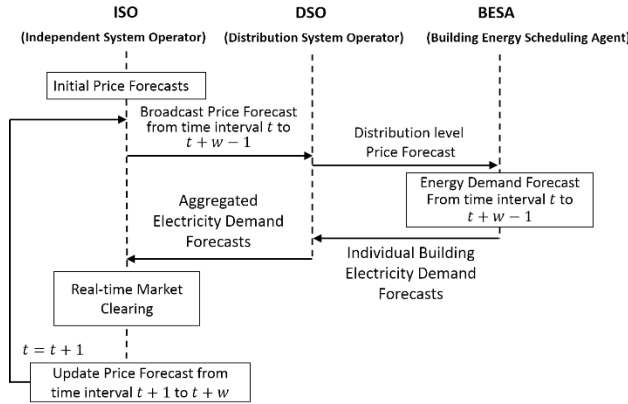 ISO
(Independent System Operator)
DSO
(Distribution System Operator)
BESA
(Building Energy Scheduling Agent)
Initial Price Forecasts
Broadcast Price Forecast
from time interval t to
t + w − 1
Distribution level
Price Forecast
Energy Demand Forecast
From time interval t to
t + w − 1
Aggregated
Electricity Demand
Forecasts
Individual Building
Electricity Demand
Forecasts
Real-time Market
Clearing
t = t + 1
Update Price Forecast from
time interval t + 1 to t + w